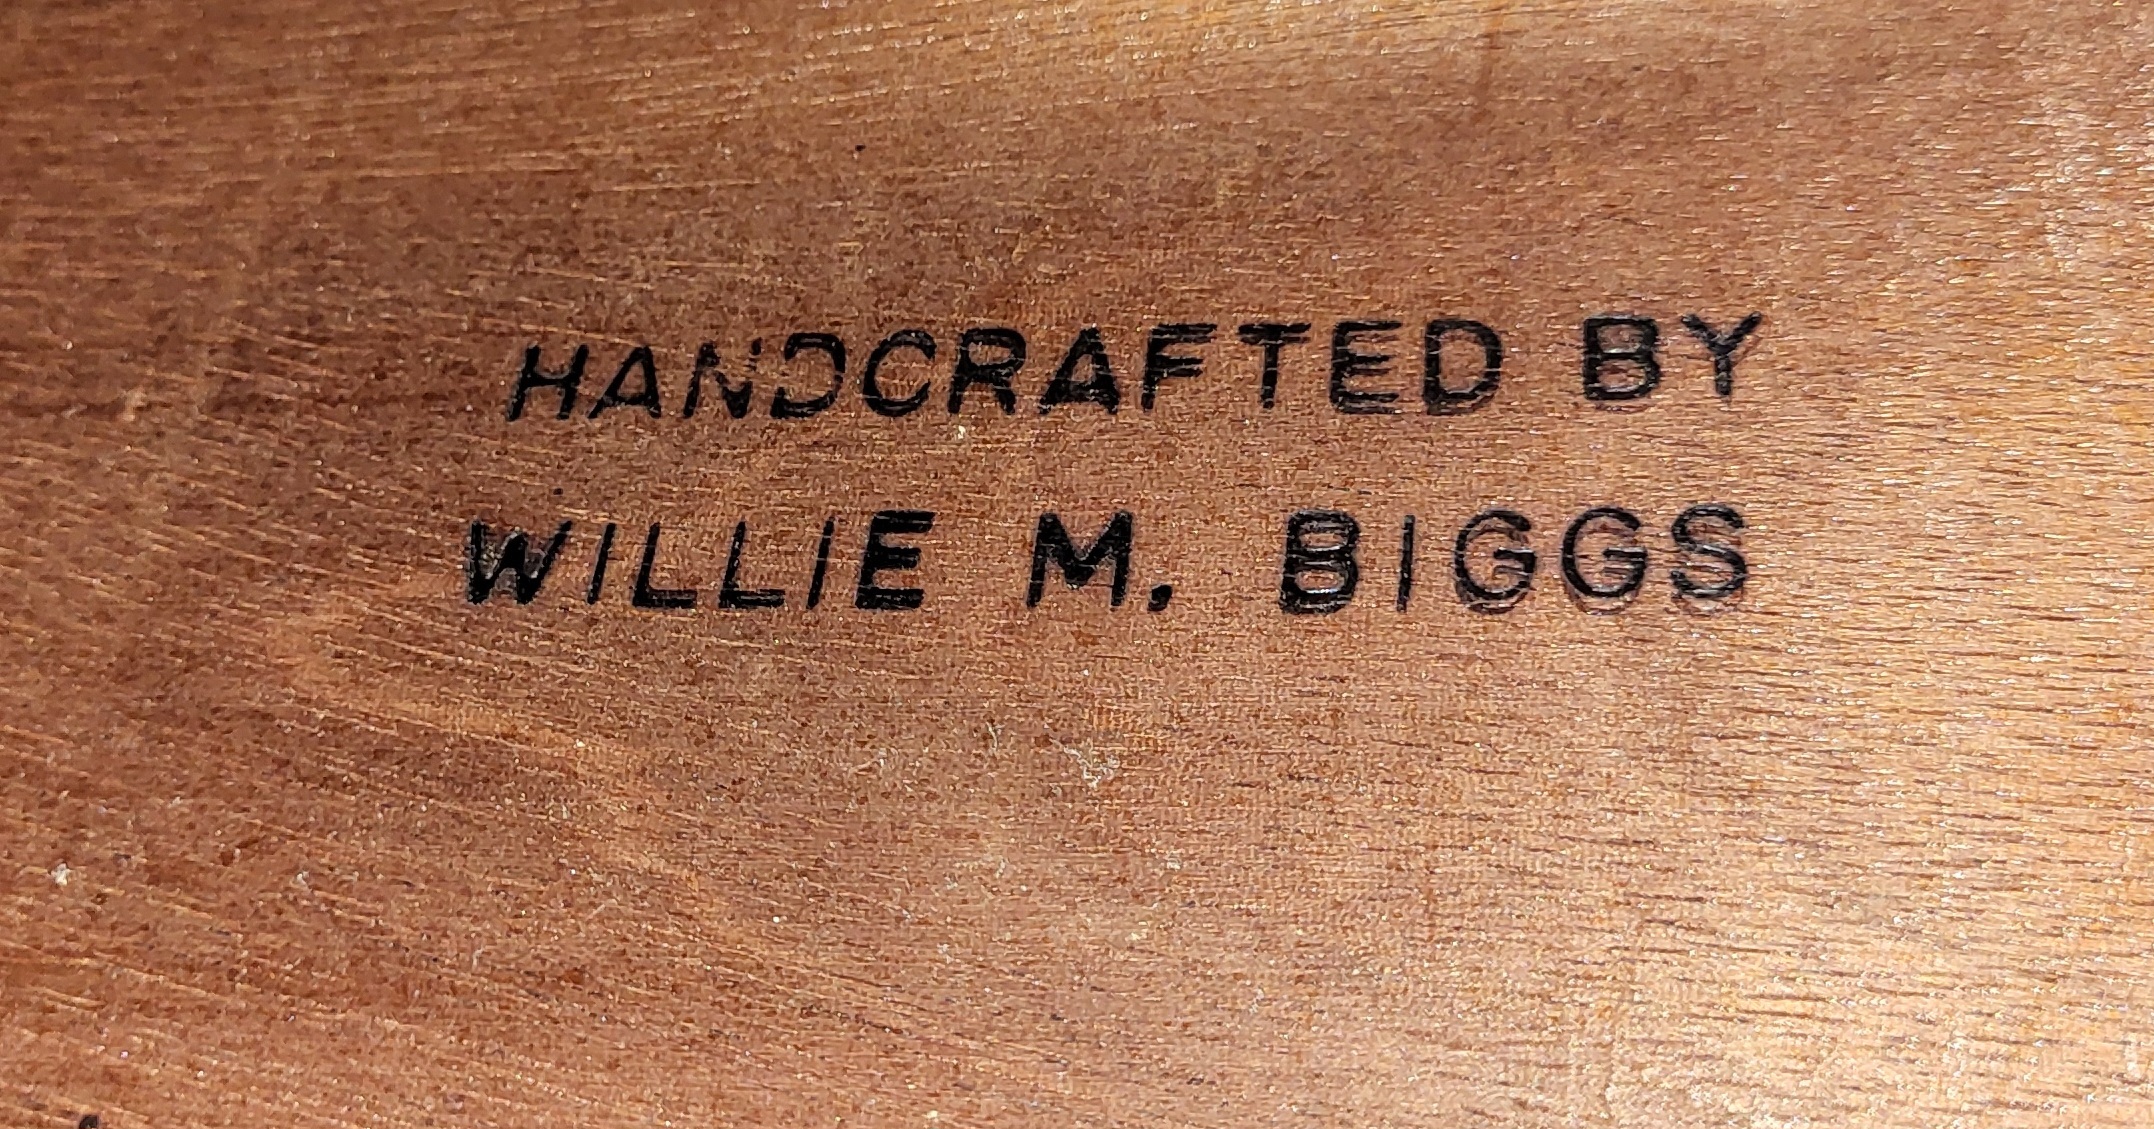 HANDCRAFTED BY
WILLIE M. BIGGS